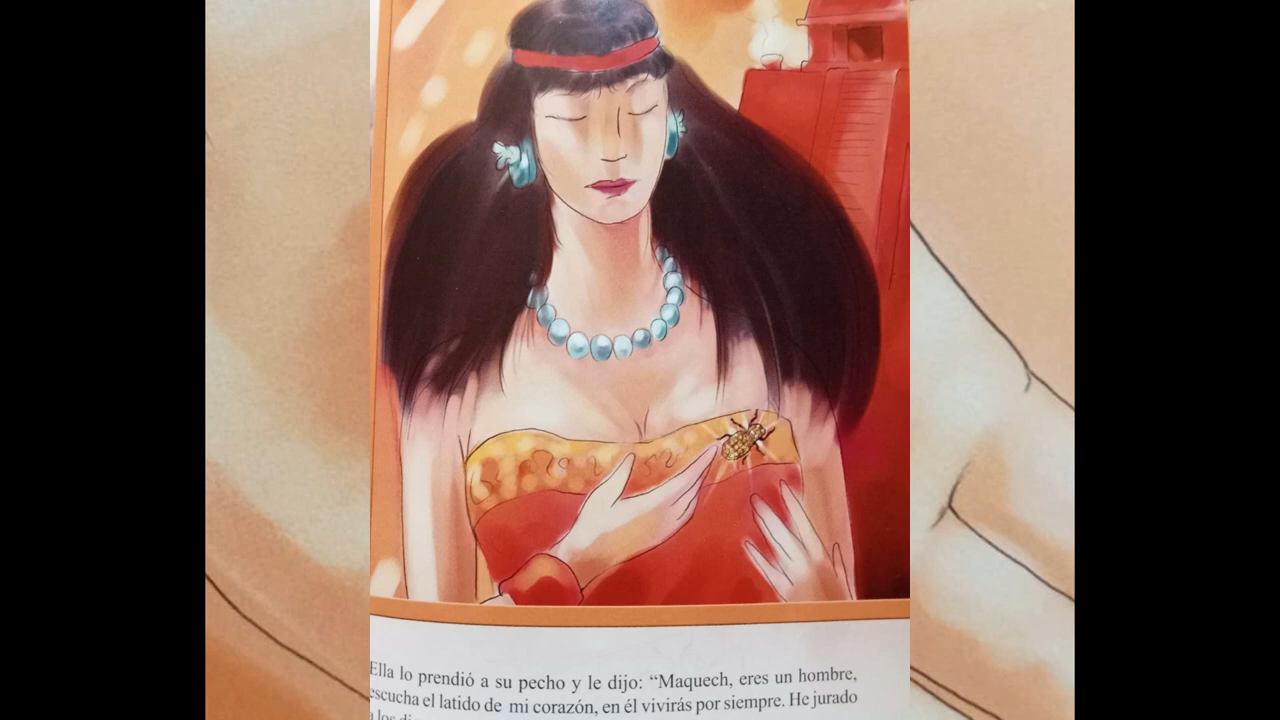 Ella lo prendió a su pecho y le dijo: “Maquech, eres un hombre,
escucha el latido de mi corazón, en él vivirás por siempre. He jurado
a los